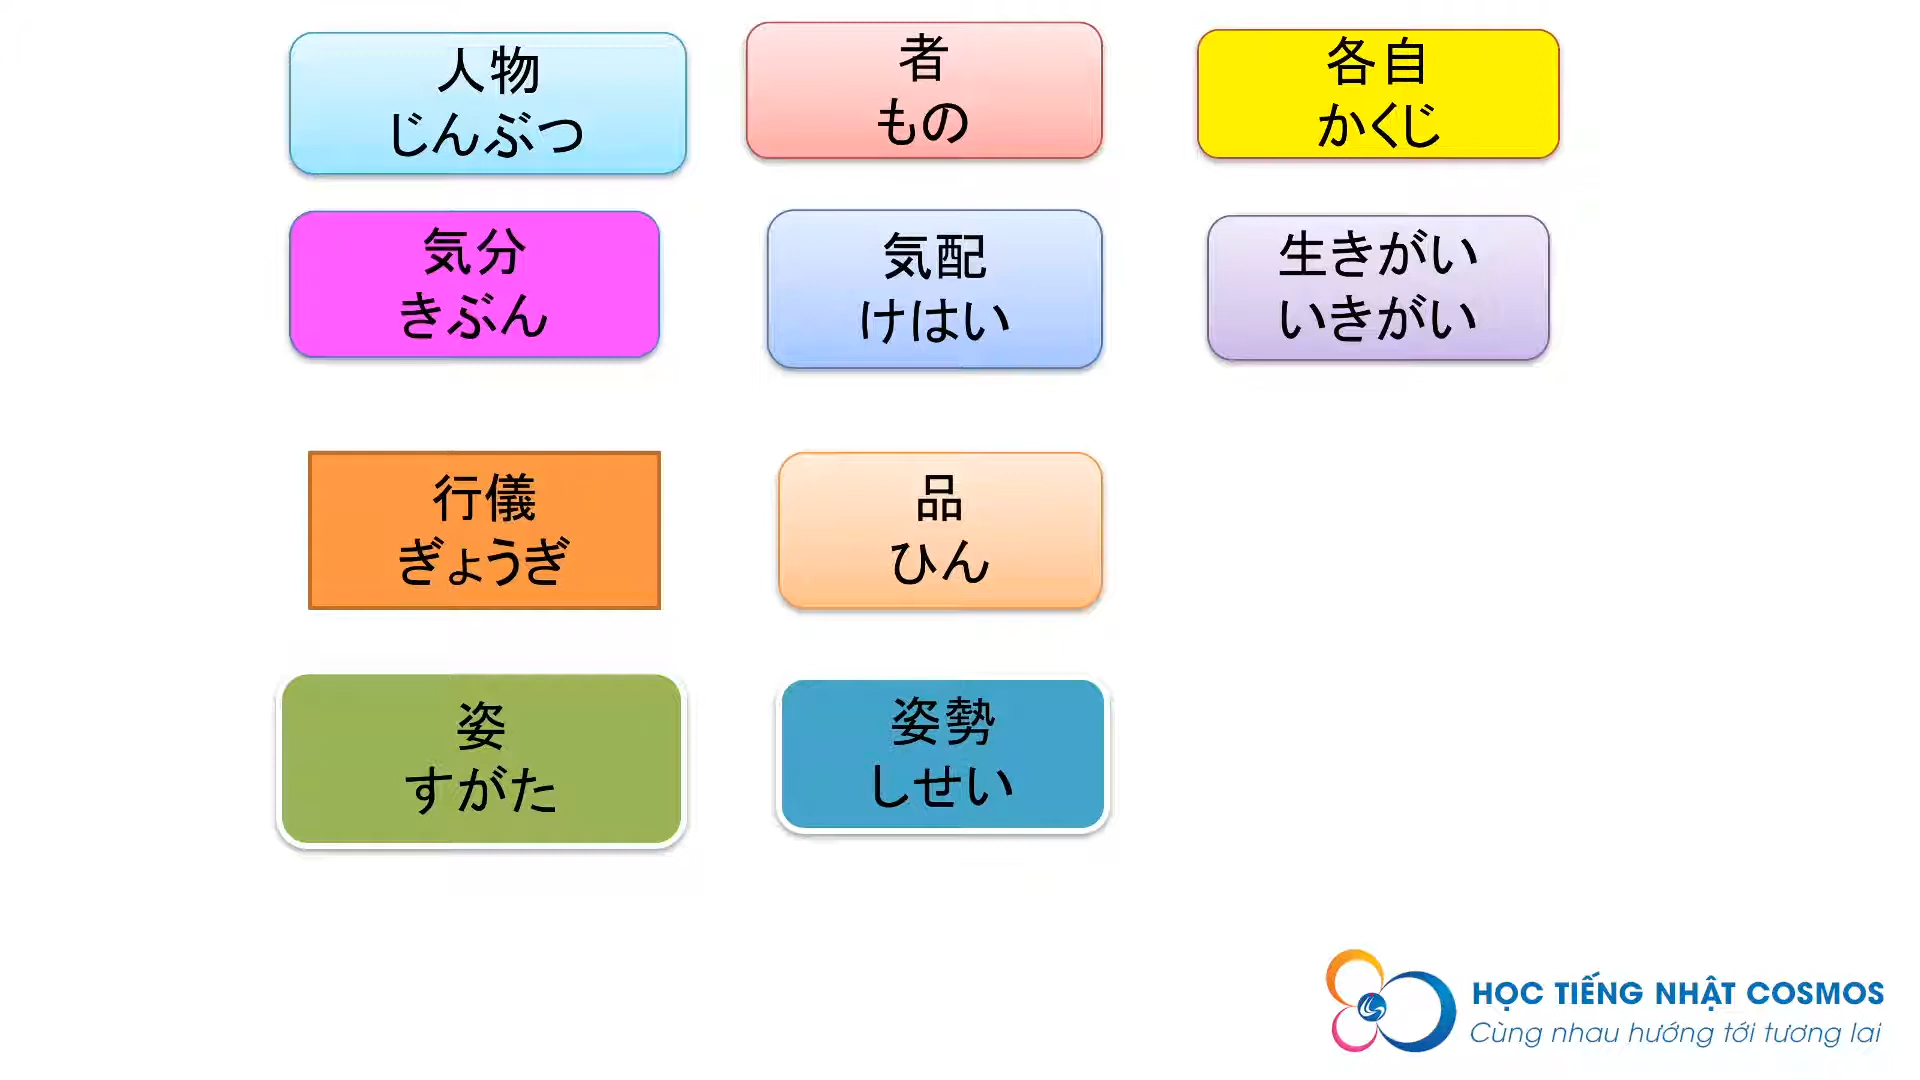 人物
じんぶつ
者
もの
各自
かくじ
気分
きぶん
気配
けはい
生きがい
いきがい
行儀
ぎょうぎ
品
ひん
姿
すがた
姿勢
しせい
HỌC TIẾNG NHẬT COSMOS
Cùng nhau hướng tới tương lai